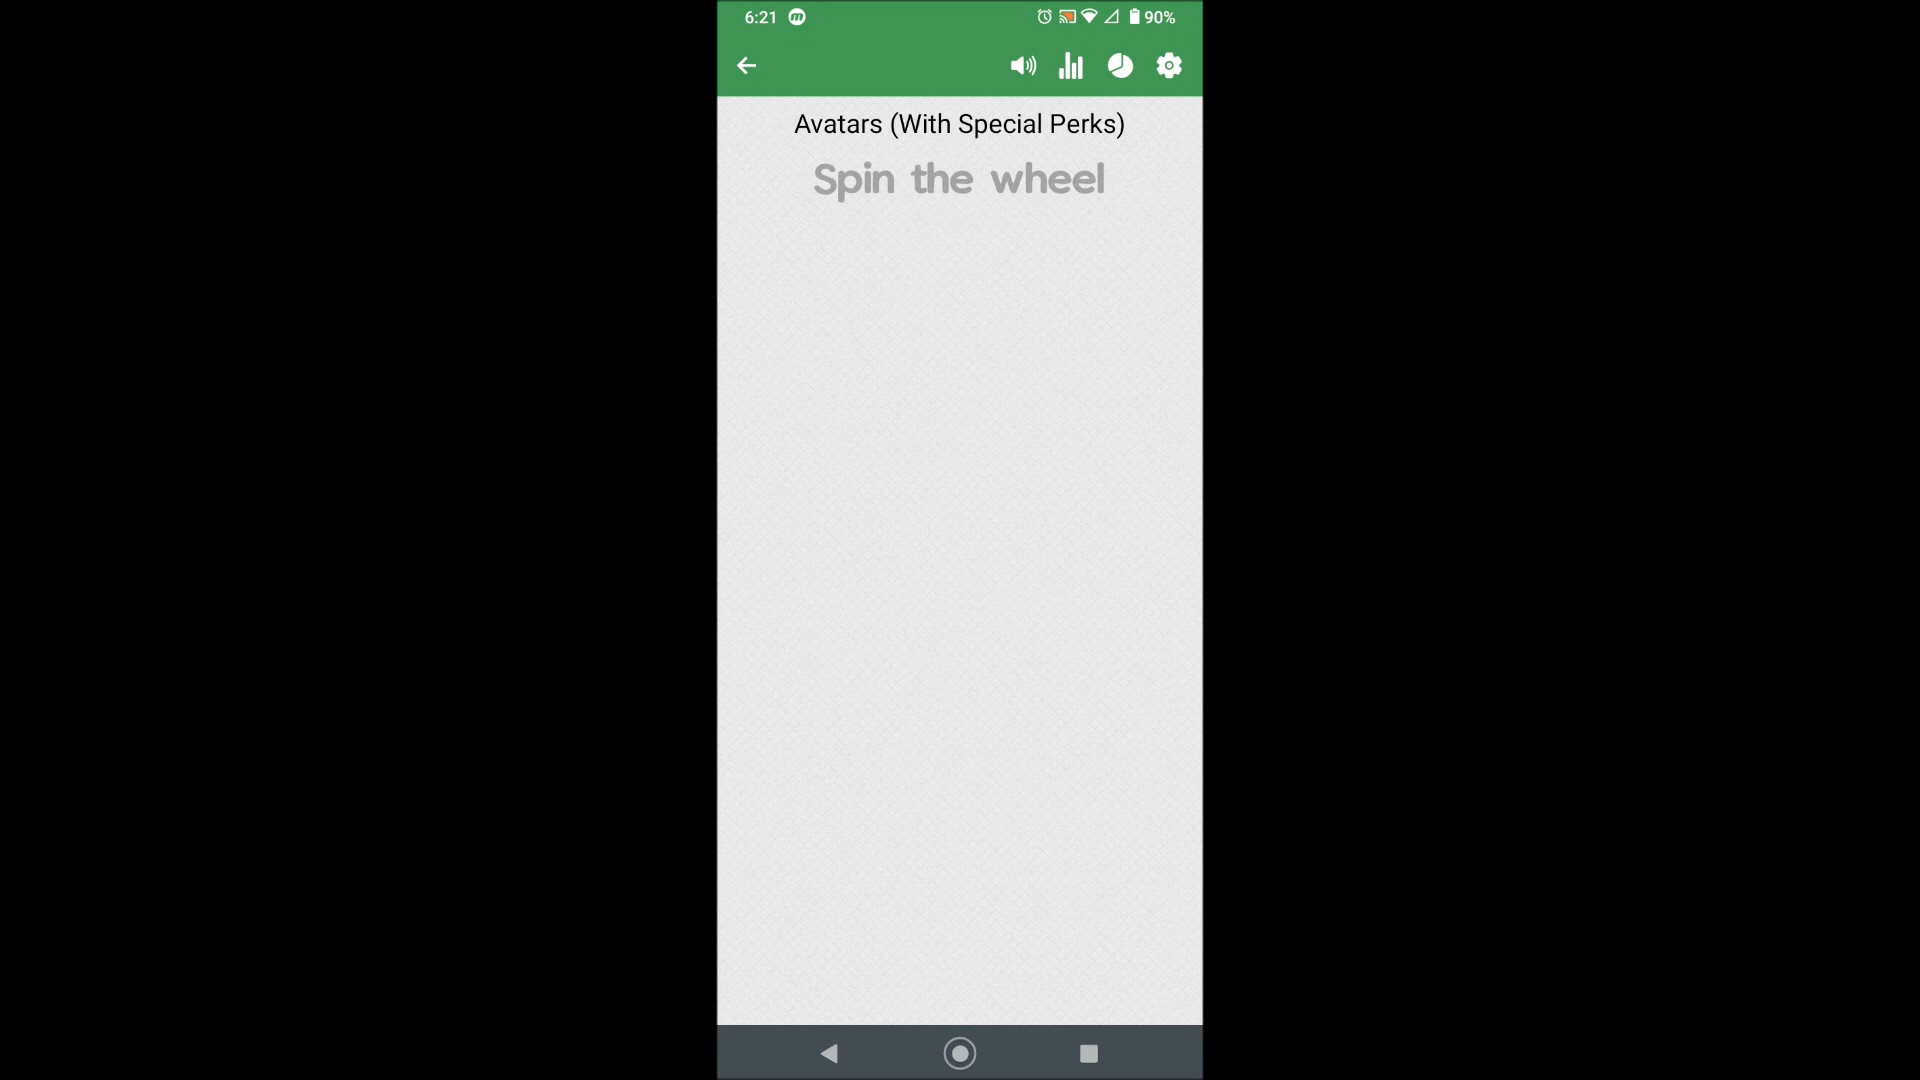 6:21
90%
Avatars (With Special Perks)
Spin the wheel